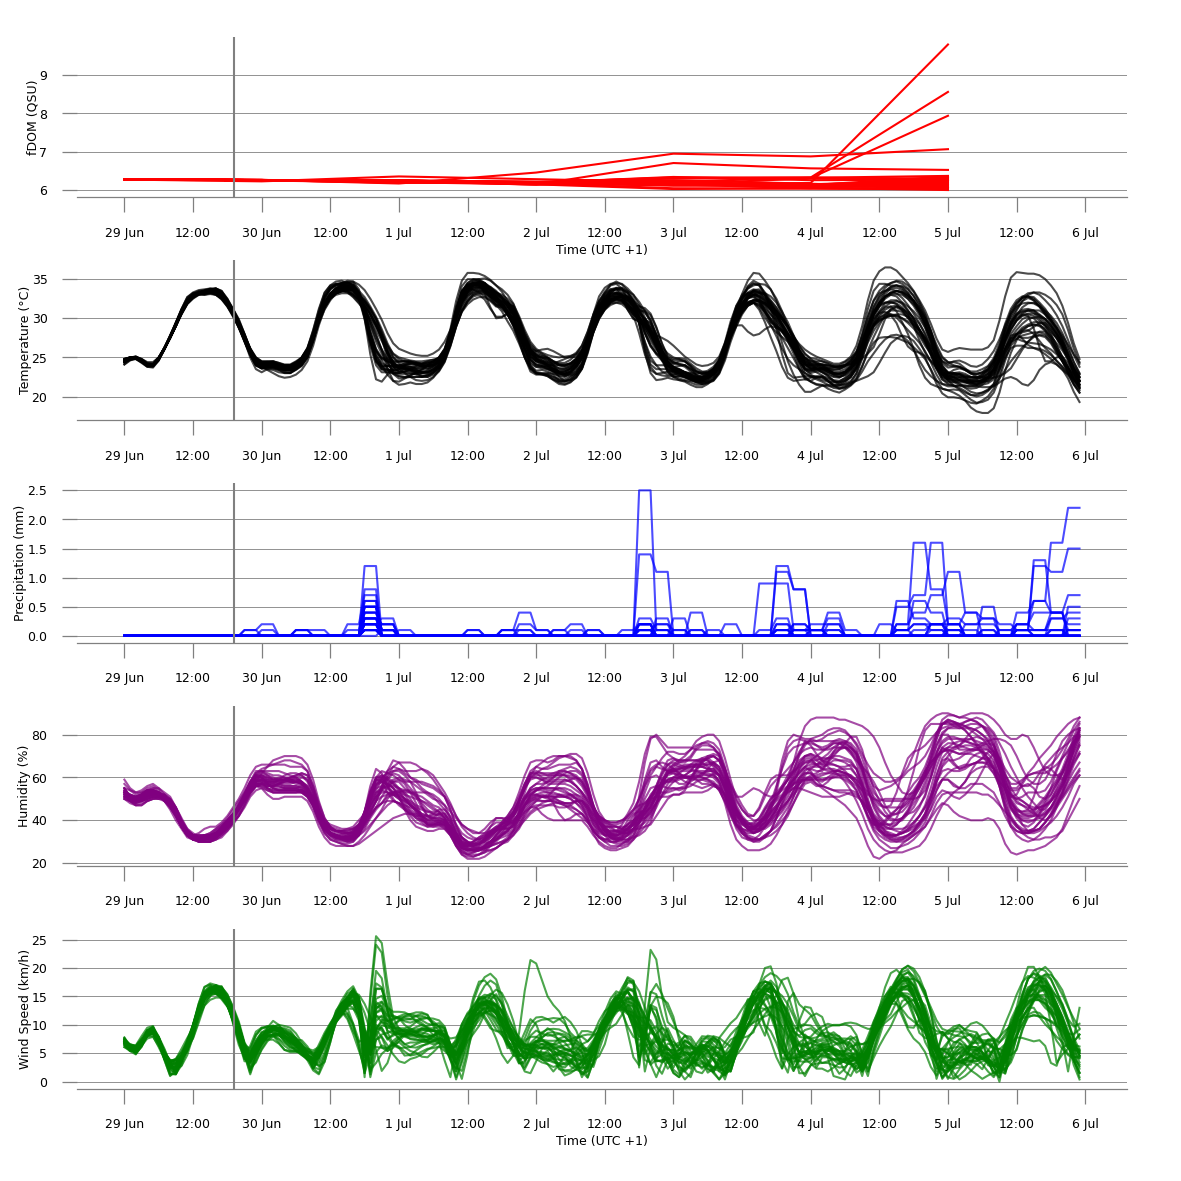 fDOM (QSU)
9
8
7
6
29 Jun 12:00 30 Jun 12:00 1 Jul 12:00 2 Jul 12:00 3 Jul 12:00 4 Jul 12:00 5 Jul 12:00 6 Jul
Time (UTC +1)
Temperature (°C)
35
30
25
20
29 Jun 12:00 30 Jun 12:00 1 Jul 12:00 2 Jul 12:00 3 Jul 12:00 4 Jul 12:00 5 Jul 12:00 6 Jul
Precipitation (mm)
2.5
2.0
1.5
1.0
0.5
0.0
29 Jun 12:00 30 Jun 12:00 1 Jul 12:00 2 Jul 12:00 3 Jul 12:00 4 Jul 12:00 5 Jul 12:00 6 Jul
Humidity (%)
80
60
40
20
29 Jun 12:00 30 Jun 12:00 1 Jul 12:00 2 Jul 12:00 3 Jul 12:00 4 Jul 12:00 5 Jul 12:00 6 Jul
Wind Speed (km/h)
25
20
15
10
5
0
29 Jun 12:00 30 Jun 12:00 1 Jul 12:00 2 Jul 12:00 3 Jul 12:00 4 Jul 12:00 5 Jul 12:00 6 Jul
Time (UTC +1)